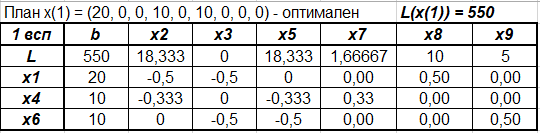 План x(1) = (20, 0, 0, 10, 0, 10, 0, 0, 0) - оптимален L(x(1)) = 550
1 всп b x2 x3 x5 x7 x8 x9
L 550 18,333 0 18,333 1,66667 10 5
x1 20 -0,5 -0,5 0 0,00 0,50 0,00
x4 10 -0,333 0 -0,333 0,33 0,00 0,00
x6 10 0 -0,5 -0,5 0,00 0,00 0,50